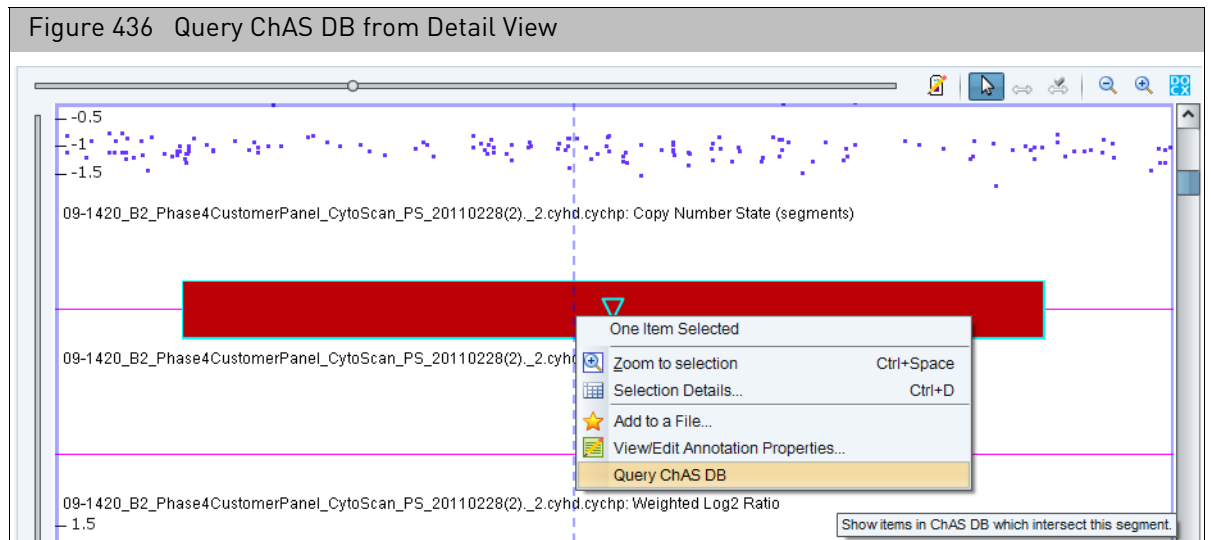 Figure 436 Query ChAS DB from Detail View
DOCX
-0.5
-1
-1.5
09-1420_B2_Phase4CustomerPanel_CytoScan_PS_20110228(2)._2.cyhd.cychp: Copy Number State (segments)
One Item Selected
09-1420_B2_Phase4CustomerPanel_CytoScan_PS_20110228(2)._2.cyh
Zoom to selection Ctrl+Space
Selection Details... Ctrl+D
Add to a File...
View/Edit Annotation Properties...
Query ChAS DB
09-1420_B2_Phase4CustomerPanel_CytoScan_PS_20110228(2)._2.cyhd.cychp: Weighted Log2 Ratio
1.5
Show items in ChAS DB which intersect this segment.